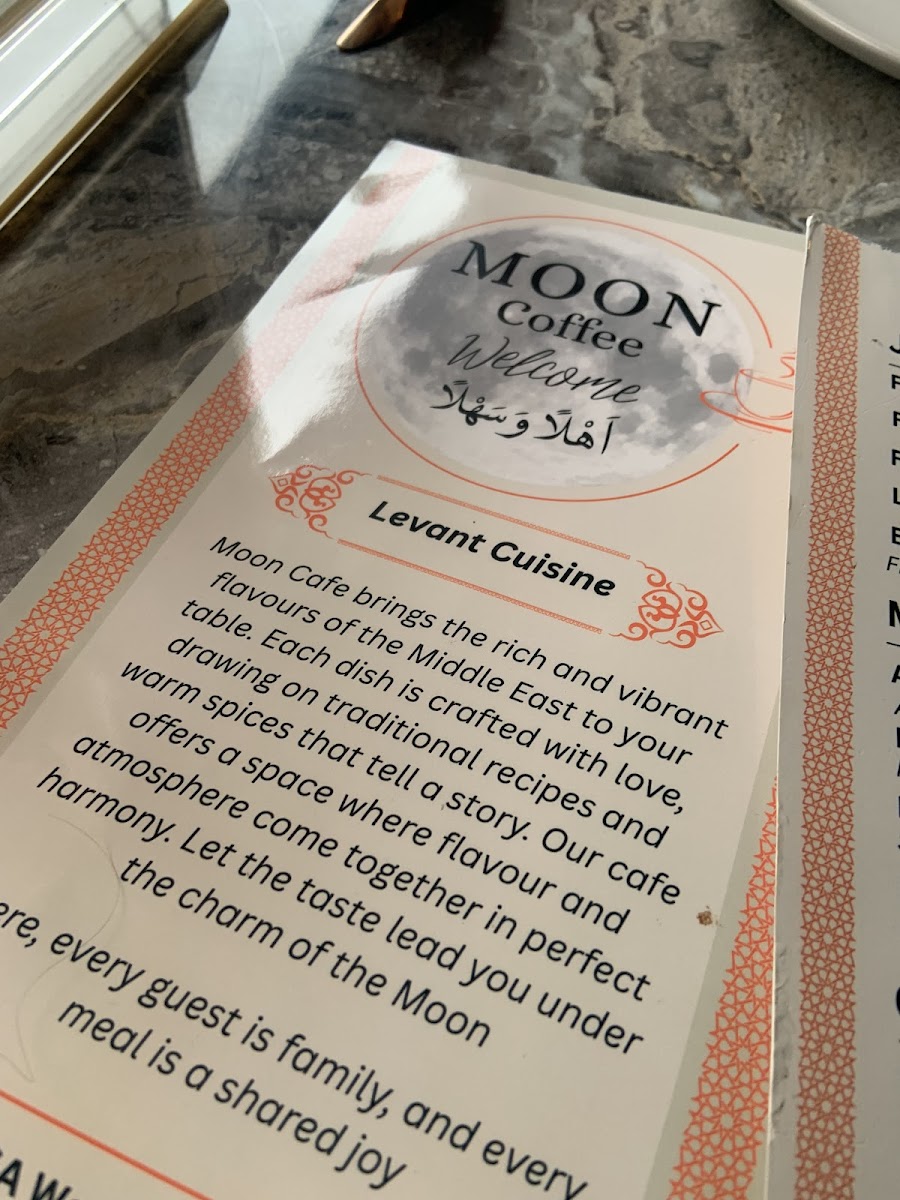 MOON
Coffee
Welcome
اَهْلًا وَسَهْلًا
Levant Cuisine
Moon Cafe brings the rich and vibrant
flavours of the Middle East to your
table. Each dish is crafted with love,
drawing on traditional recipes and
warm spices that tell a story. Our cafe
offers a space where flavour and
atmosphere come together in perfect
harmony. Let the taste lead you under
the charm of the Moon
every guest is family, and every
meal is a shared joy